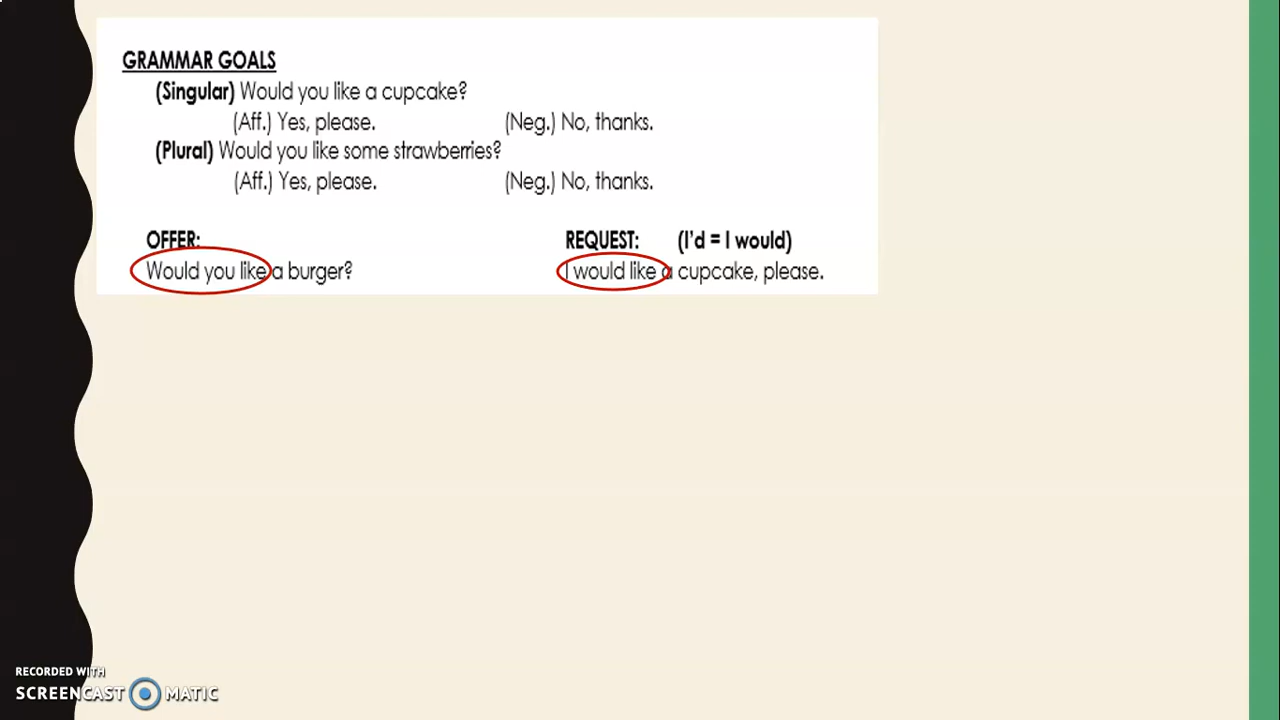 GRAMMAR GOALS
(Singular) Would you like a cupcake?
(Aff.) Yes, please. (Neg.) No, thanks.
(Plural) Would you like some strawberries?
(Aff.) Yes, please. (Neg.) No, thanks.
OFFER: REQUEST: (I'd = I would)
Would you like a burger? I would like a cupcake, please.
RECORDED WITH
SCREENCAST MATIC